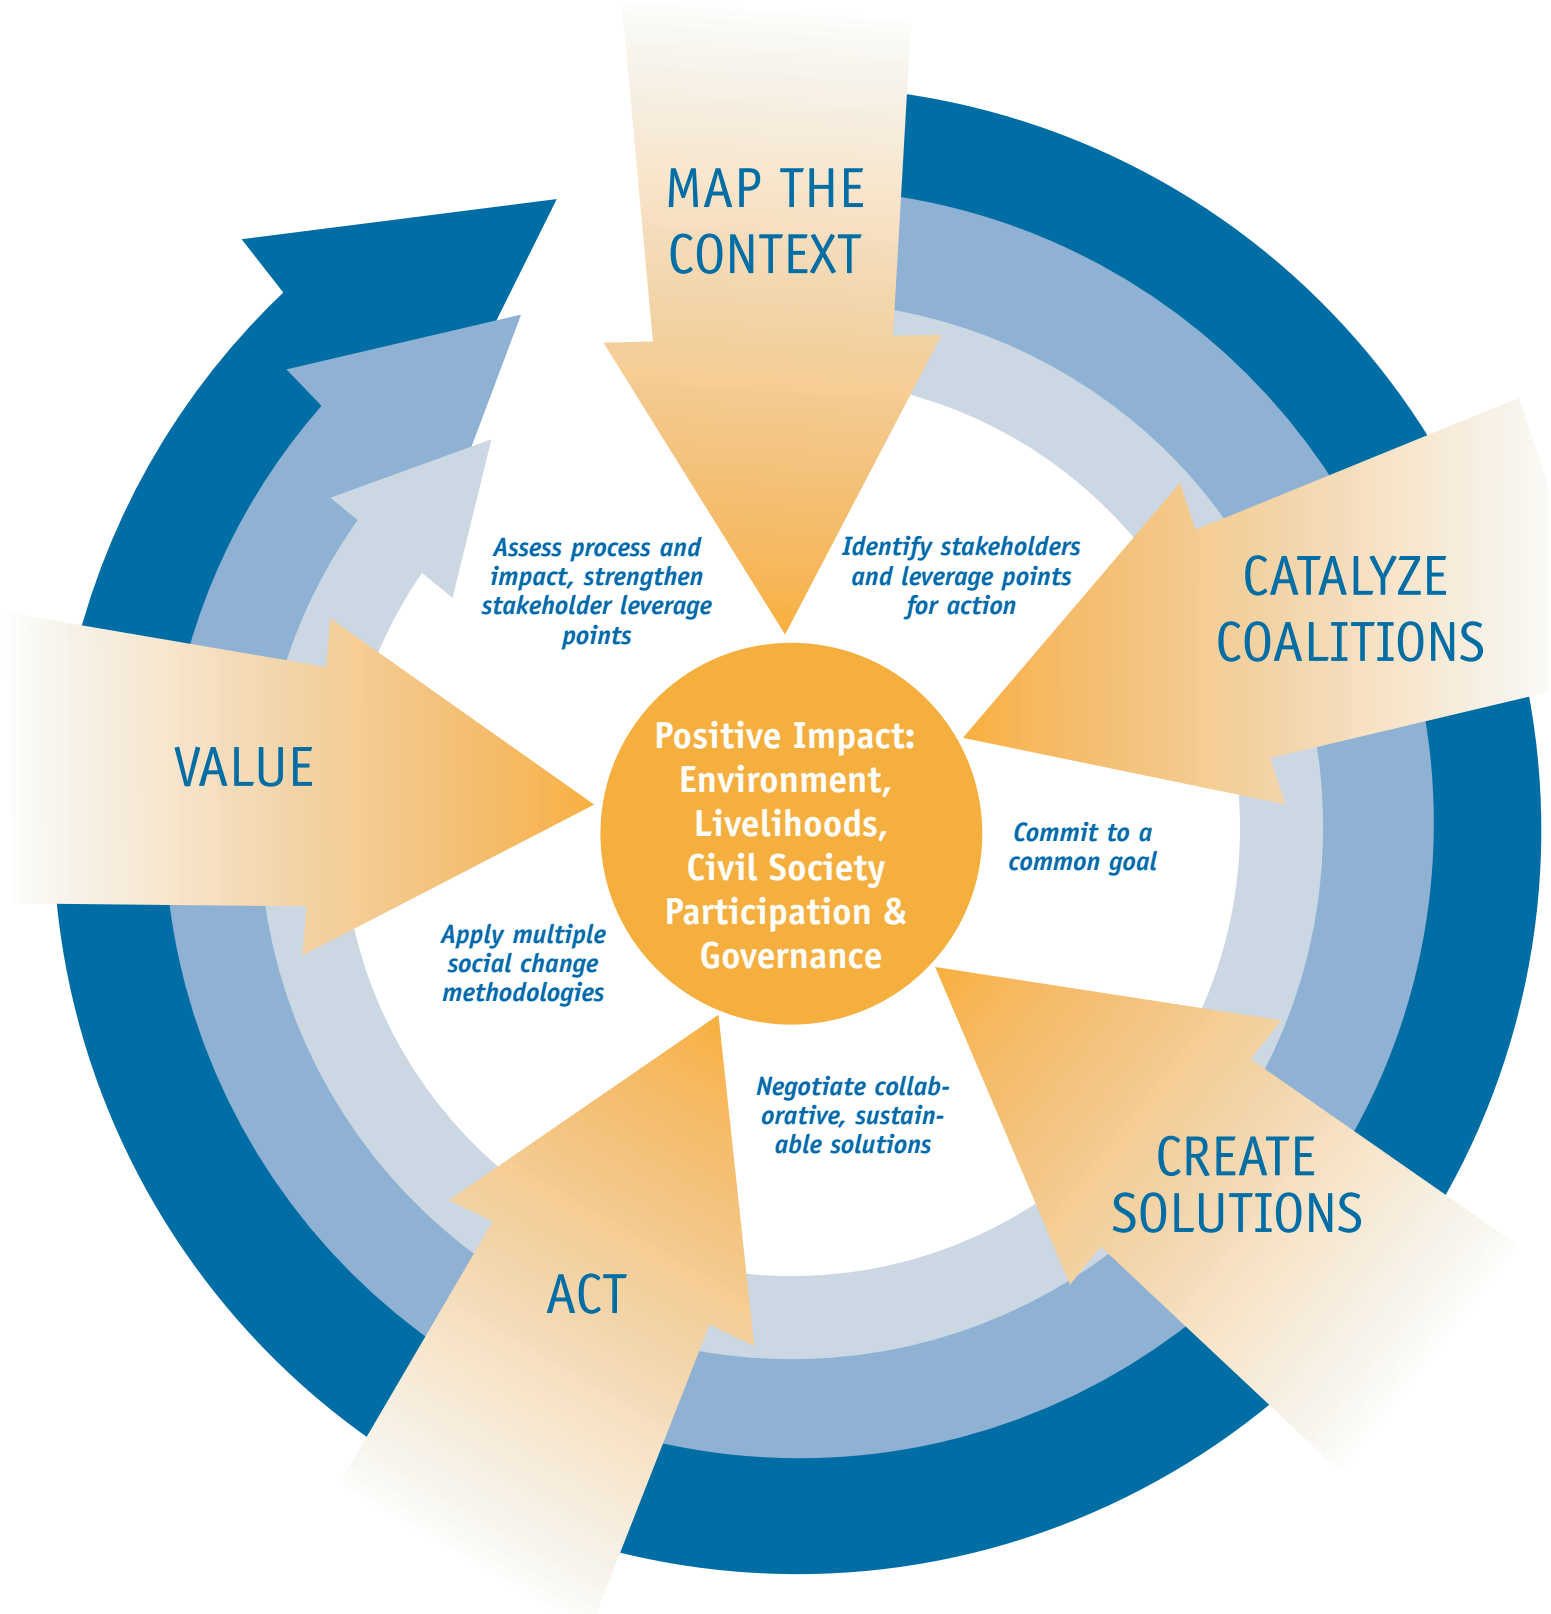 MAP THE
CONTEXT
Identify stakeholders
and leverage points
for action
CATALYZE
COALITIONS
Commit to a
common goal
CREATE
SOLUTIONS
Negotiate collab-
orative, sustain-
able solutions
ACT
Apply multiple
social change
methodologies
VALUE
Assess process and
impact, strengthen
stakeholder leverage
points
Positive Impact:
Environment,
Livelihoods,
Civil Society
Participation &
Governance